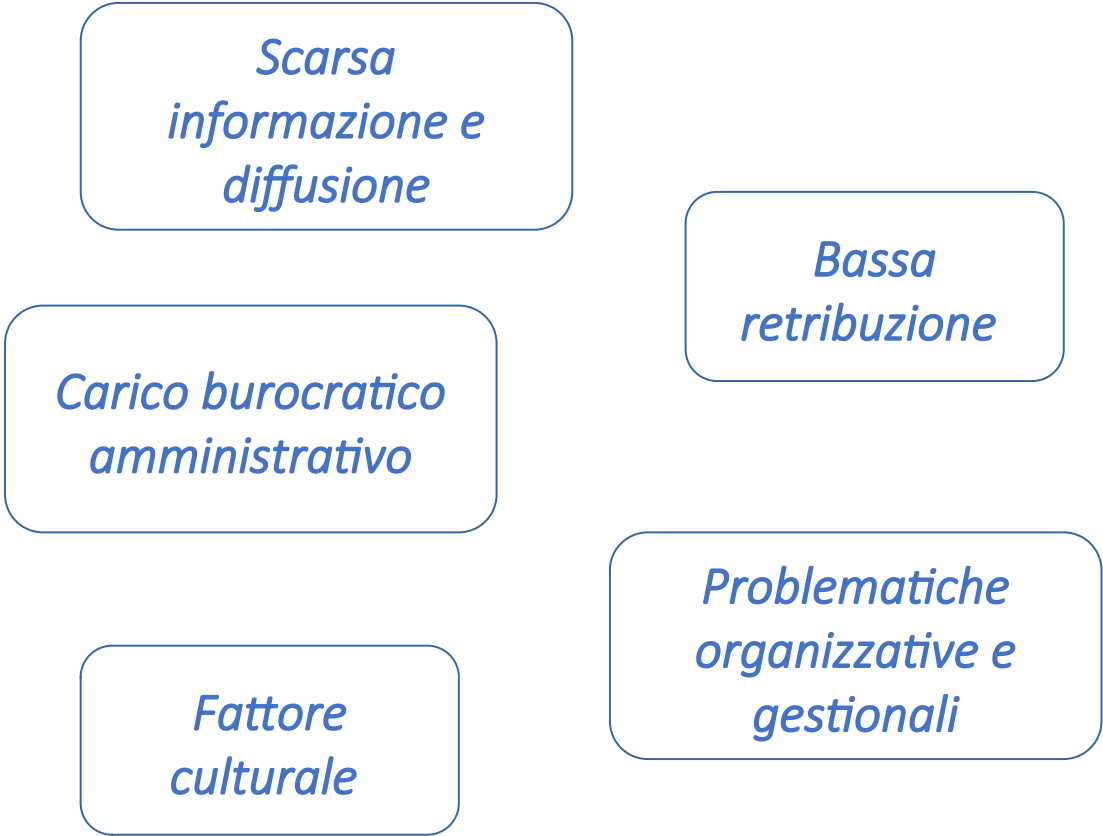 Scarsa
informazione e
diffusione
Bassa
retribuzione
Carico burocratico
amministrativo
Problematiche
organizzative e
gestionali
Fattore
culturale